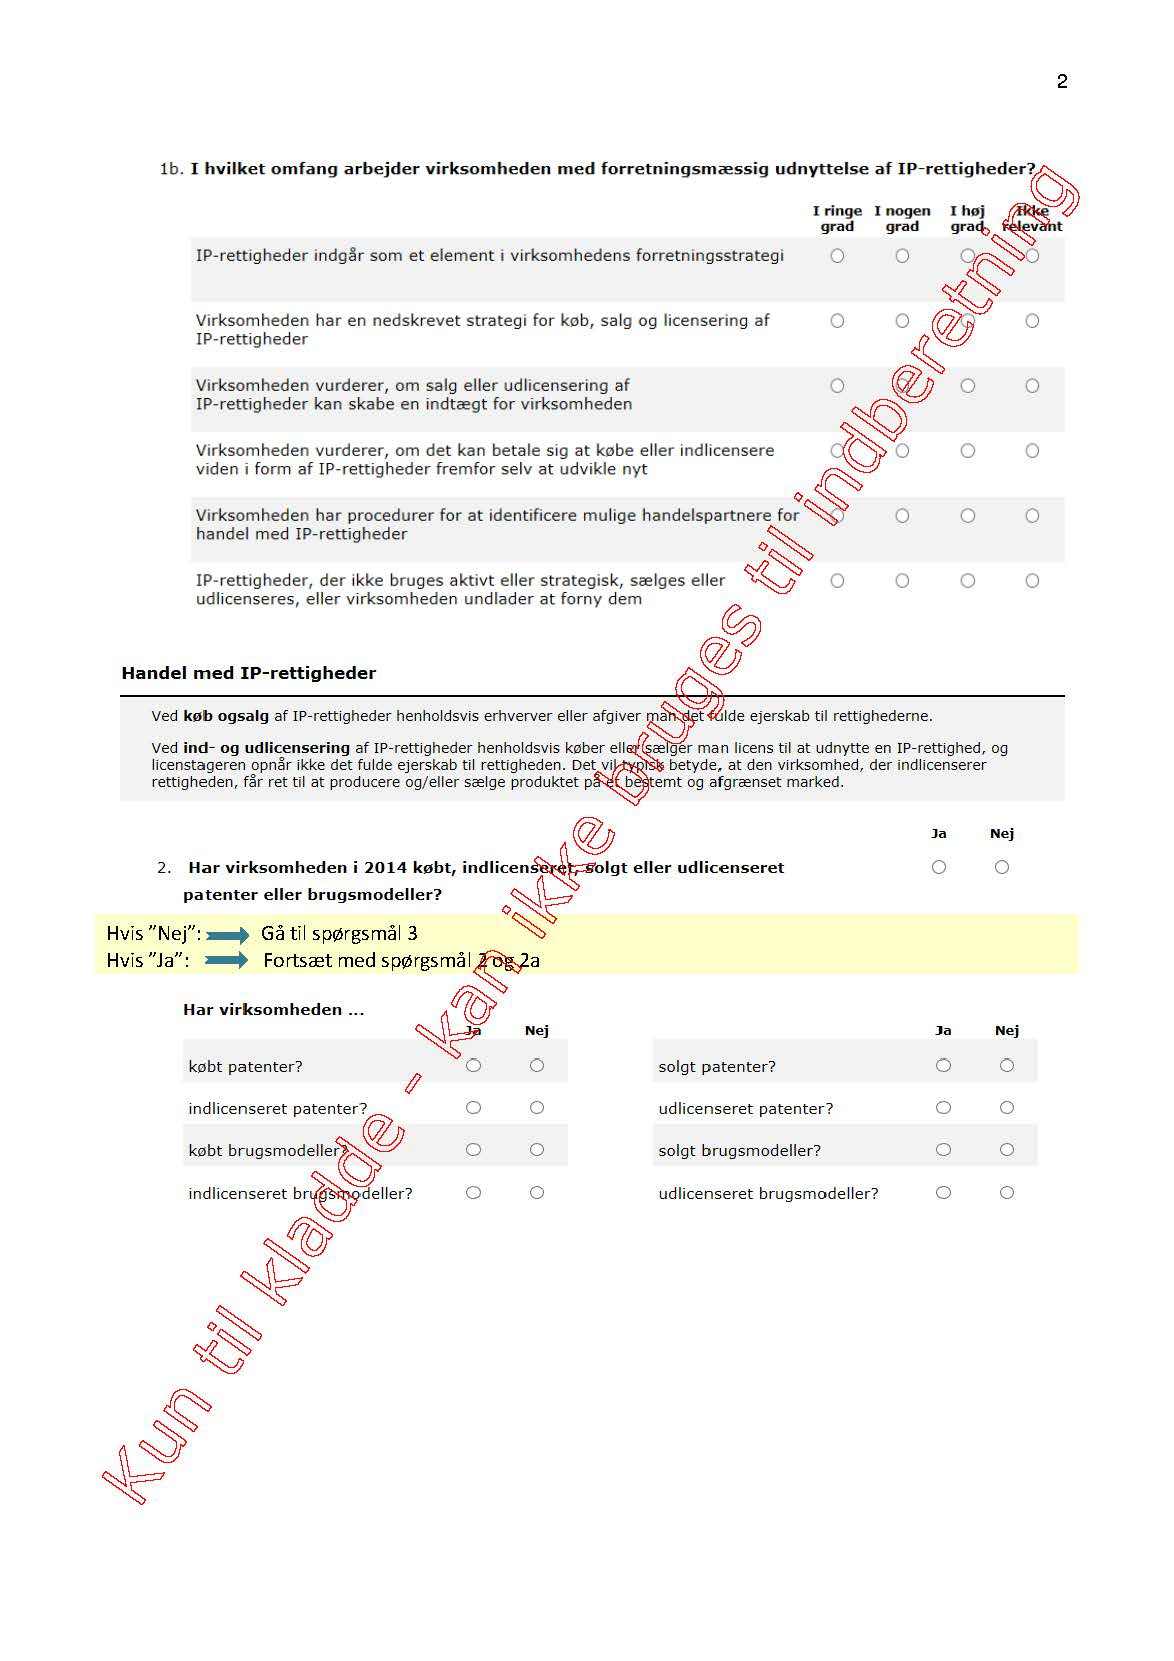 2
1b. I hvilket omfang arbejder virksomheden med forretningsmæssig udnyttelse af IP-rettigheder?
I ringe grad I nogen grad I høj grad Ikke relevant
IP-rettigheder indgår som et element i virksomhedens forretningsstrategi
Virksomheden har en nedskrevet strategi for køb, salg og licensering af
IP-rettigheder
Virksomheden vurderer, om salg eller udlicensering af
IP-rettigheder kan skabe en indtægt for virksomheden
Virksomheden vurderer, om det kan betale sig at købe eller indlicensere
viden i form af IP-rettigheder fremfor selv at udvikle nyt
Virksomheden har procedurer for at identificere mulige handelspartnere for
handel med IP-rettigheder
IP-rettigheder, der ikke bruges aktivt eller strategisk, sælges eller
udlicenseres, eller virksomheden undlader at forny dem
Handel med IP-rettigheder
Ved køb ogsalg af IP-rettigheder henholdsvis erhverver eller afgiver man det fulde ejerskab til rettighederne.
Ved ind- og udlicensering af IP-rettigheder henholdsvis køber eller sælger man licens til at udnytte en IP-rettighed, og
licenstageren opnår ikke det fulde ejerskab til rettigheden. Det vil typisk betyde, at den virksomhed, der indlicenserer
rettigheden, får ret til at producere og/eller sælge produktet på et bestemt og afgrænset marked.
Ja Nej
2. Har virksomheden i 2014 købt, indlicenseret, solgt eller udlicenseret
patenter eller brugsmodeller?
Hvis ”Nej”: Gå til spørgsmål 3
Hvis ”Ja”: Fortsæt med spørgsmål 2 og 2a
Har virksomheden ...
Ja Nej Ja Nej
købt patenter? solgt patenter?
indlicenseret patenter? udlicenseret patenter?
købt brugsmodeller? solgt brugsmodeller?
indlicenseret brugsmodeller? udlicenseret brugsmodeller?
Kun til kladde - kan ikke bruges til indberetning